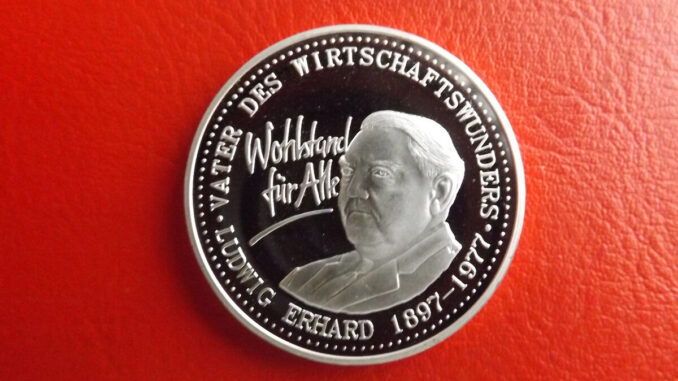 · VATER DES WIRTSCHAFTSWUNDERS ·
Wohlstand
für Alle
LUDWIG ERHARD 1897-1977